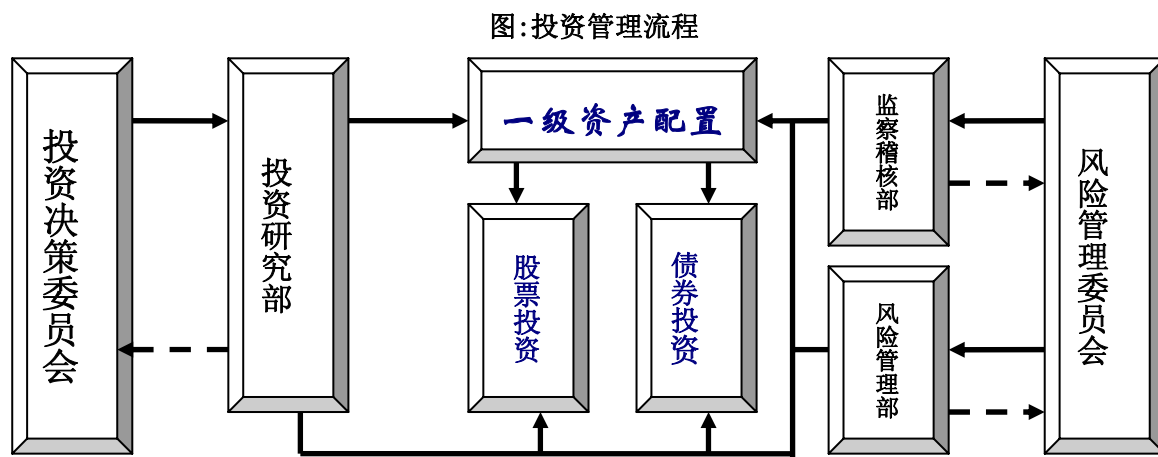 图:投资管理流程
投资决策委员会
投资研究部
一级资产配置
股票投资
债券投资
监察稽核部
风险管理部
风险管理委员会